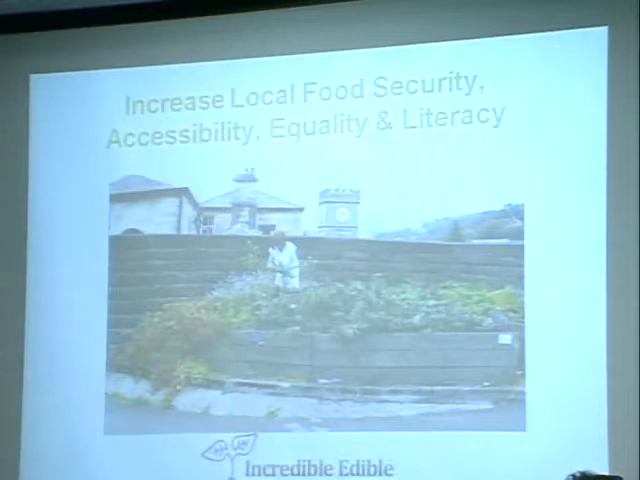 Increase Local Food Security,
Accessibility, Equality & Literacy
Incredible Edible